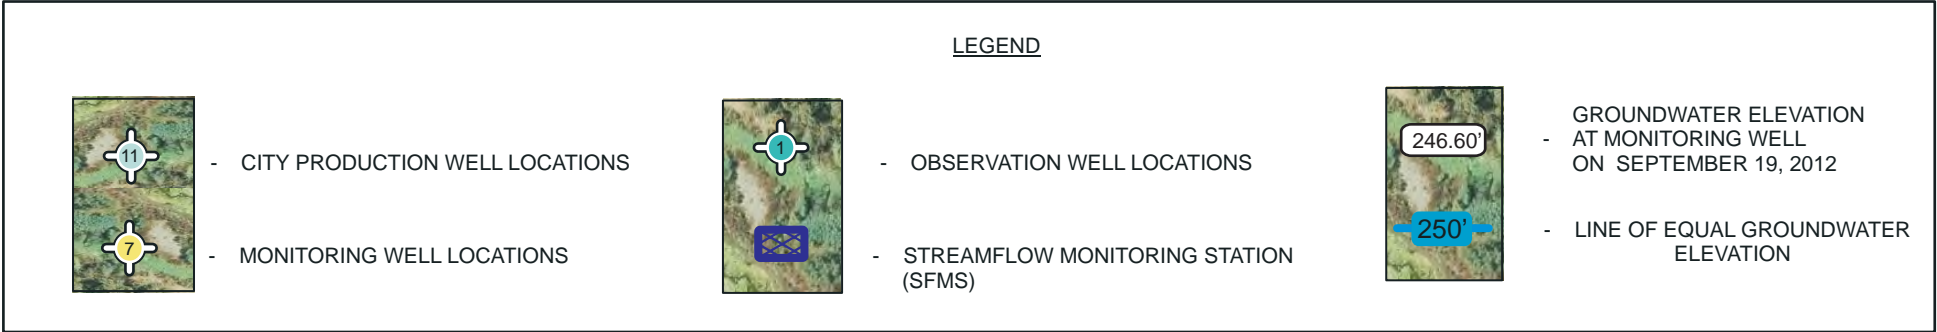 LEGEND
11
- CITY PRODUCTION WELL LOCATIONS
7
- MONITORING WELL LOCATIONS
1
- OBSERVATION WELL LOCATIONS
- STREAMFLOW MONITORING STATION
(SFMS)
246.60'
GROUNDWATER ELEVATION
- AT MONITORING WELL
ON SEPTEMBER 19, 2012
250'
- LINE OF EQUAL GROUNDWATER
ELEVATION